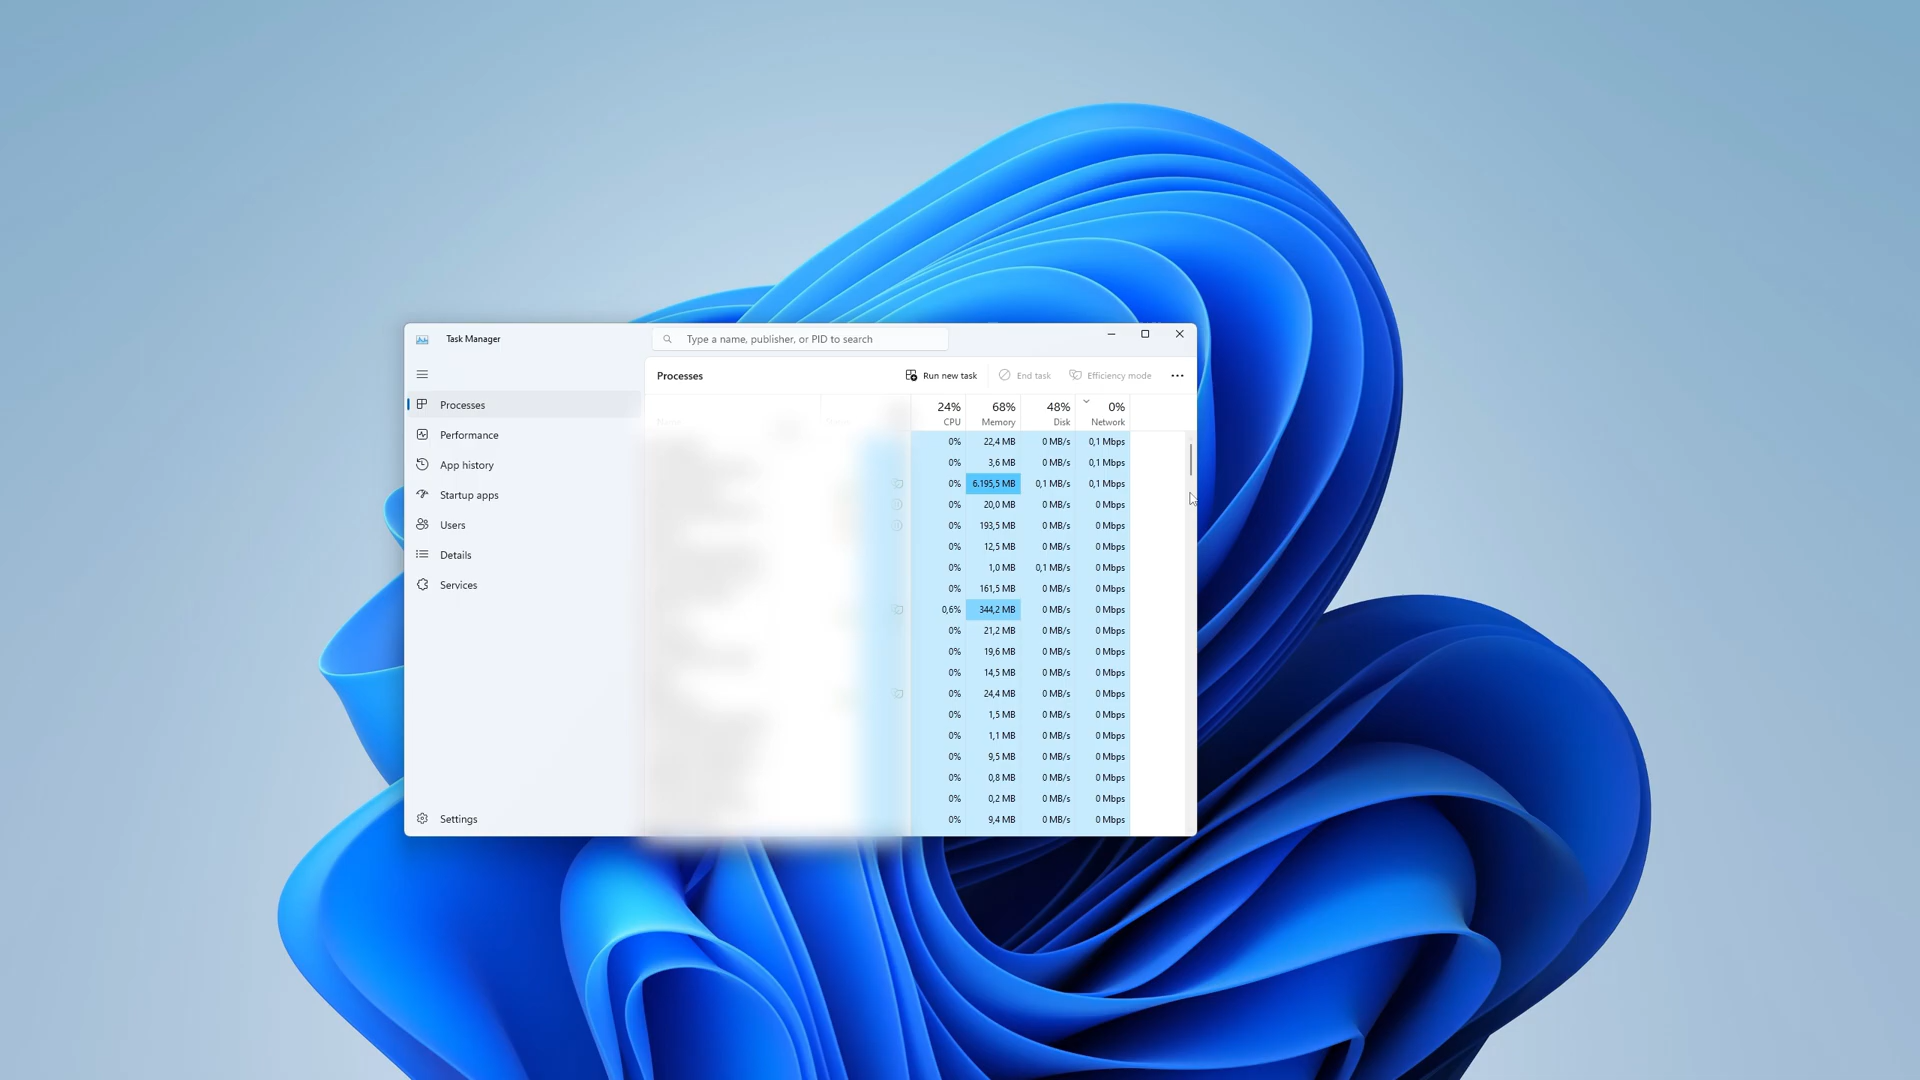 Task Manager
Type a name, publisher, or PID to search
Processes
Run new task
End task
Efficiency mode
Processes
Performance
App history
Startup apps
Users
Details
Services
Settings
24% 68% 48% 0%
CPU Memory Disk Network
0% 22,4 MB 0 MB/s 0,1 Mbps
0% 3,6 MB 0 MB/s 0,1 Mbps
0% 6.195,5 MB 0,1 MB/s 0,1 Mbps
0% 20,0 MB 0 MB/s 0 Mbps
0% 193,5 MB 0 MB/s 0 Mbps
0% 12,5 MB 0 MB/s 0 Mbps
0% 1,0 MB 0,1 MB/s 0 Mbps
0% 161,5 MB 0 MB/s 0 Mbps
0,6% 344,2 MB 0 MB/s 0 Mbps
0% 21,2 MB 0 MB/s 0 Mbps
0% 19,6 MB 0 MB/s 0 Mbps
0% 14,5 MB 0 MB/s 0 Mbps
0% 24,4 MB 0 MB/s 0 Mbps
0% 1,5 MB 0 MB/s 0 Mbps
0% 1,1 MB 0 MB/s 0 Mbps
0% 9,5 MB 0 MB/s 0 Mbps
0% 0,8 MB 0 MB/s 0 Mbps
0% 0,2 MB 0 MB/s 0 Mbps
0% 9,4 MB 0 MB/s 0 Mbps